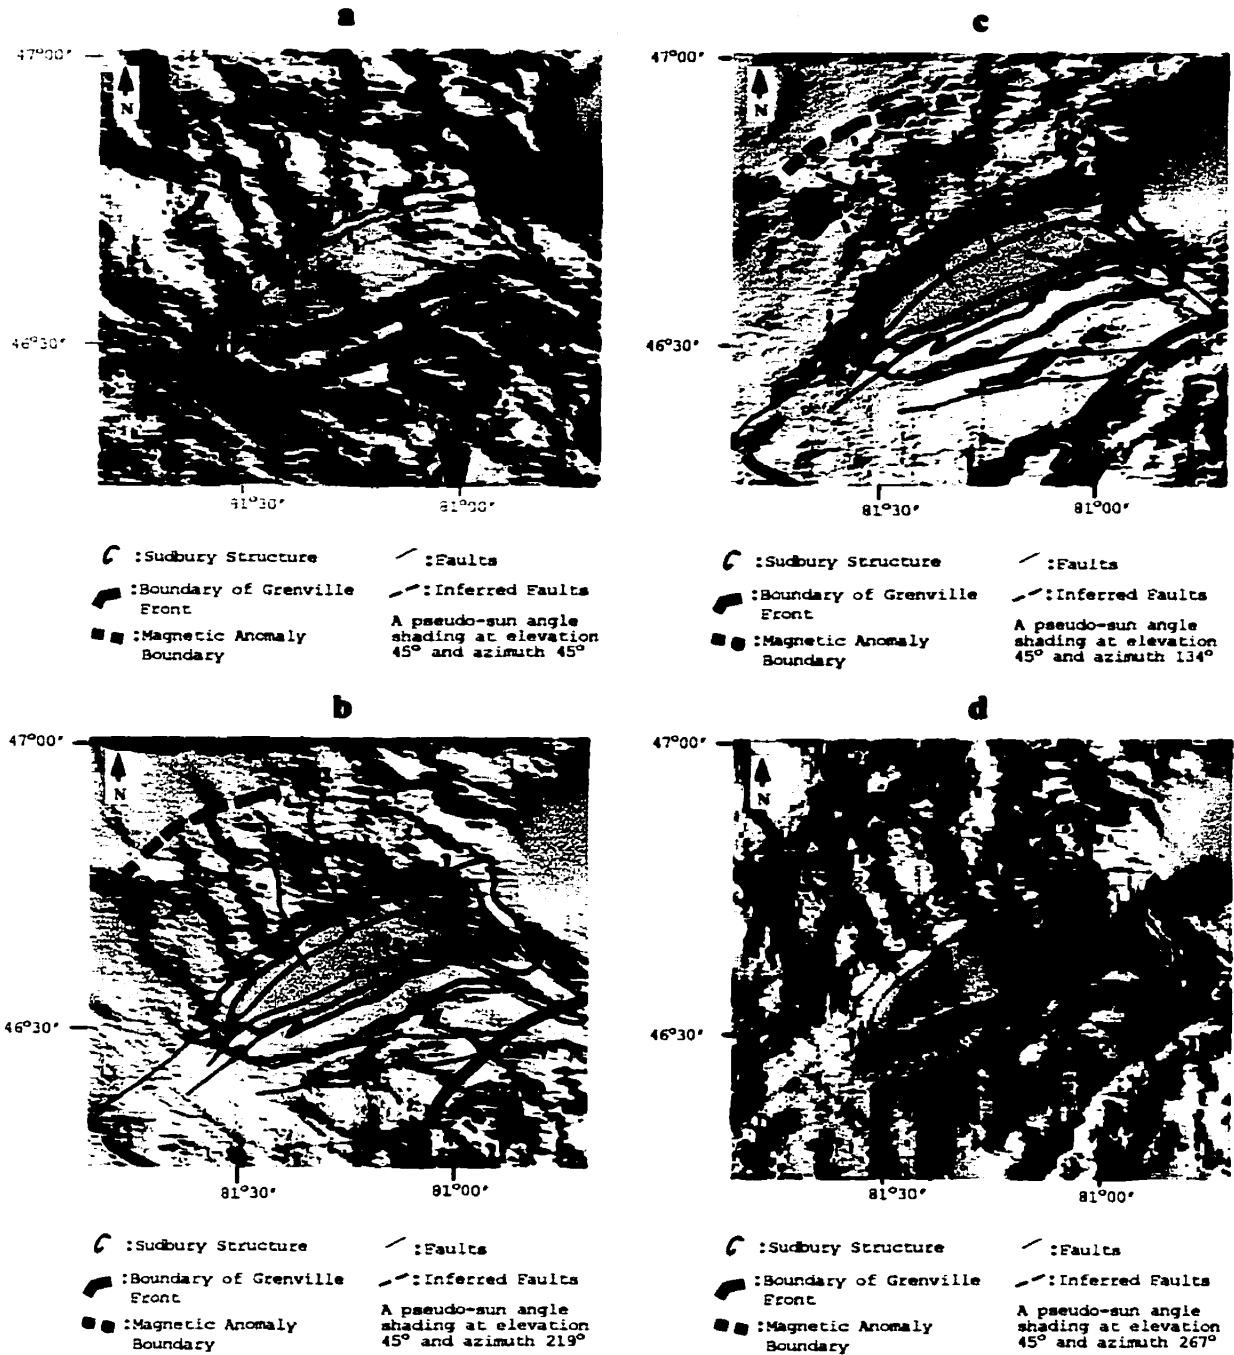 a
47°00'
N
46°30'
81°30'
81°00'
:Sudbury Structure
:Boundary of Grenville
Front
:Magnetic Anomaly
Boundary
:Faults
:Inferred Faults
A pseudo-sun angle
shading at elevation
45° and azimuth 45°
c
47°00'
N
46°30'
81°30'
81°00'
:Sudbury Structure
:Boundary of Grenville
Front
:Magnetic Anomaly
Boundary
:Faults
:Inferred Faults
A pseudo-sun angle
shading at elevation
45° and azimuth 134°
b
47°00'
N
46°30'
81°30'
81°00'
:Sudbury Structure
:Boundary of Grenville
Front
:Magnetic Anomaly
Boundary
:Faults
:Inferred Faults
A pseudo-sun angle
shading at elevation
45° and azimuth 219°
d
47°00'
N
46°30'
81°30'
81°00'
:Sudbury Structure
:Boundary of Grenville
Front
:Magnetic Anomaly
Boundary
:Faults
:Inferred Faults
A pseudo-sun angle
shading at elevation
45° and azimuth 267°